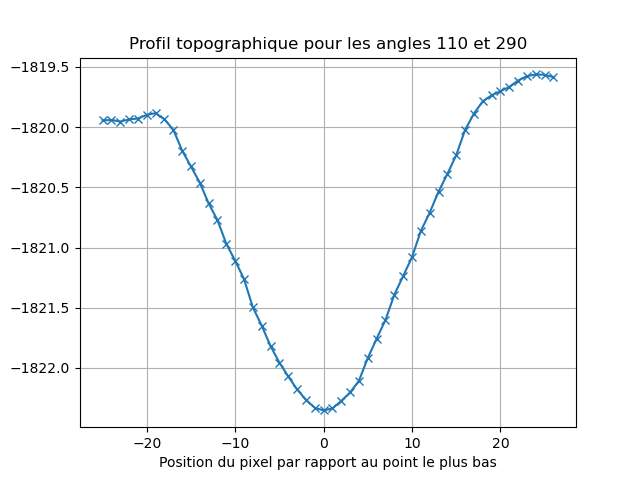 Profil topographique pour les angles 110 et 290
−1819.5
−1820.0
−1820.5
−1821.0
−1821.5
−1822.0
−20 −10 0 10 20
Position du pixel par rapport au point le plus bas